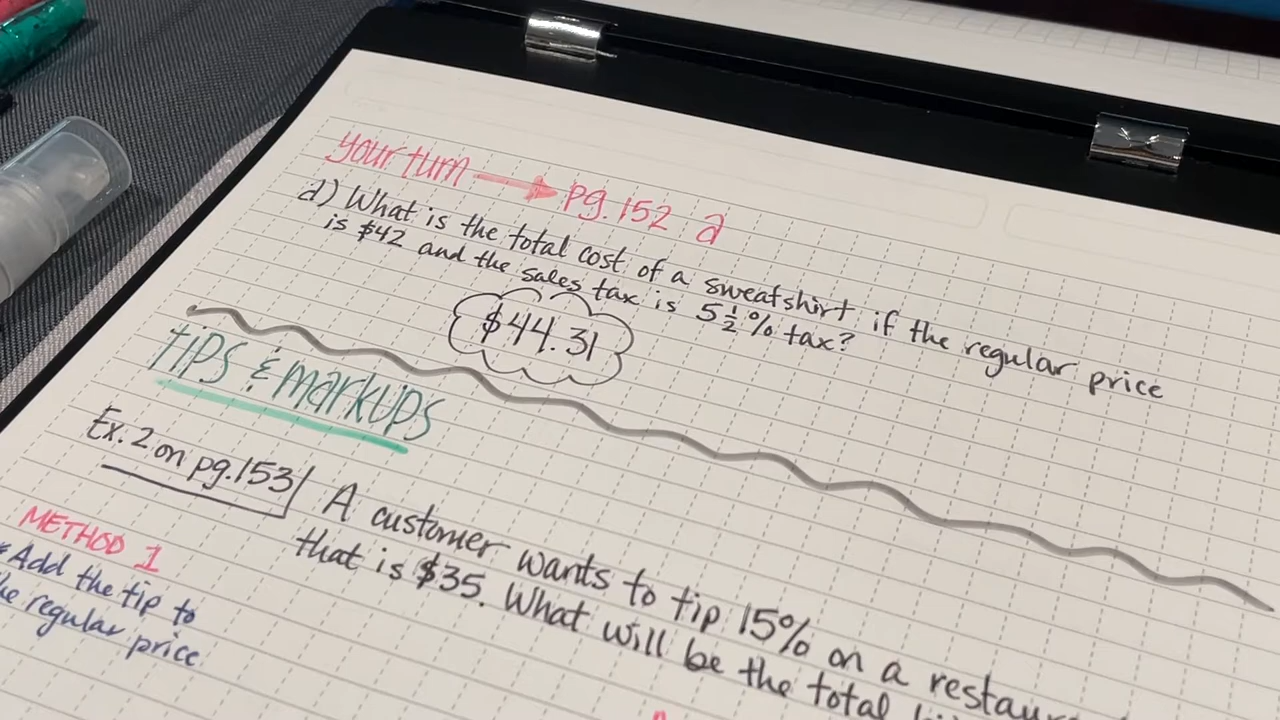 your turn → pg. 152 a
a) What is the total cost of a sweatshirt if the regular price
is $42 and the sales tax is 5½% tax?
$44.31
TIPS & MARKUPS
Ex. 2 on pg. 153
A customer wants to tip 15% on a
that is $35. What will be the total
METHOD 1
*Add the tip to
the regular price